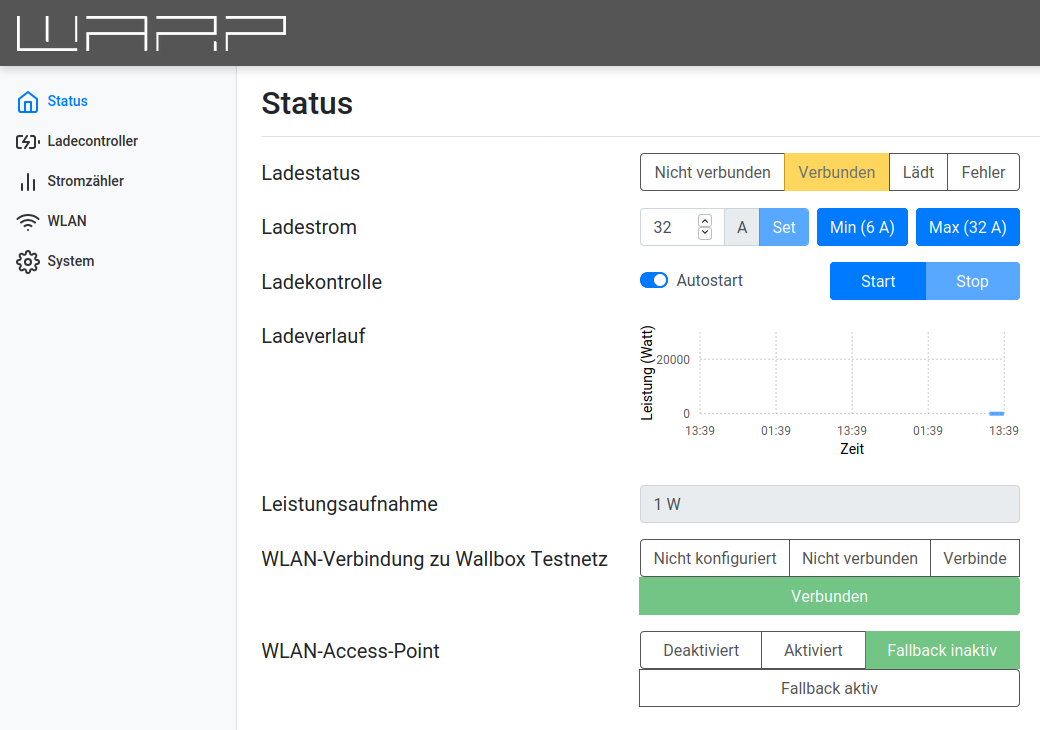 WARP
Status
Ladecontroller
Stromzähler
WLAN
System
Status
Ladestatus
Nicht verbunden Verbunden Lädt Fehler
Ladestrom
32 A Set Min (6 A) Max (32 A)
Ladekontrolle
Autostart Start Stop
Ladeverlauf
Leistung (Watt)
20000
0
13:39 01:39 13:39 01:39 13:39
Zeit
Leistungsaufnahme
1 W
WLAN-Verbindung zu Wallbox Testnetz
Nicht konfiguriert Nicht verbunden Verbinde
Verbunden
WLAN-Access-Point
Deaktiviert Aktiviert Fallback inaktiv
Fallback aktiv